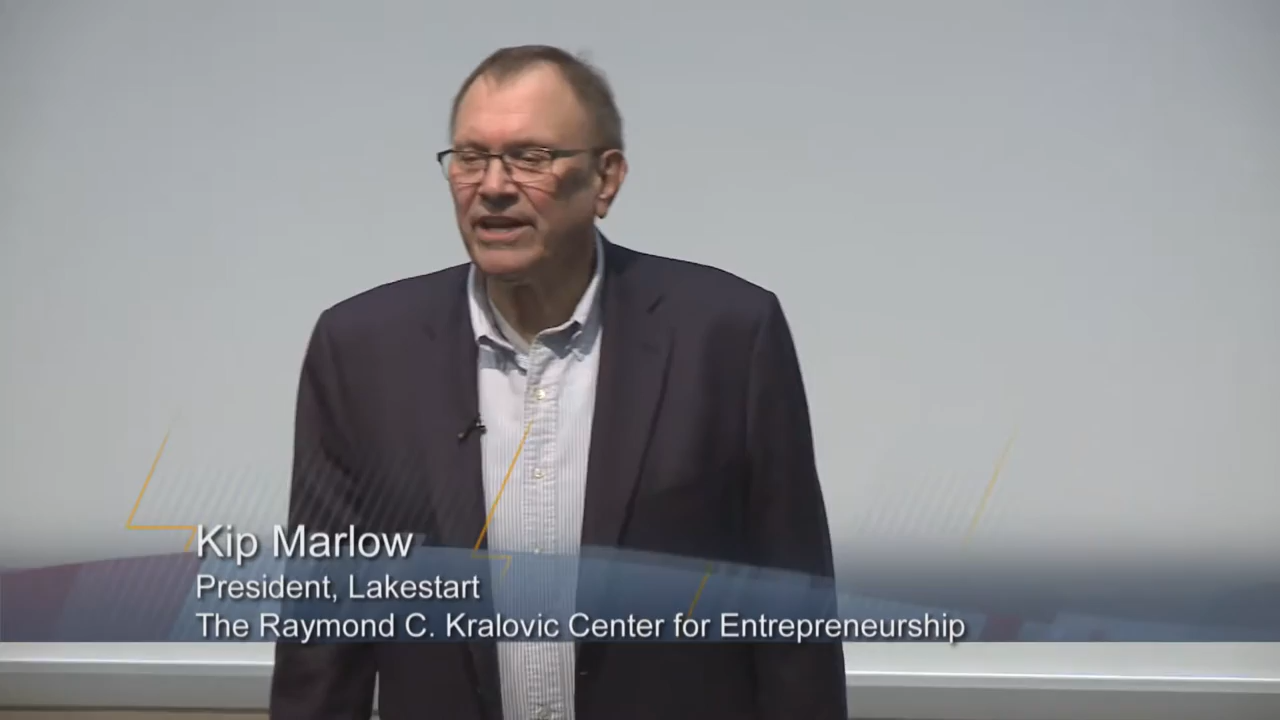 Kip Marlow
President, Lakestart
The Raymond C. Kralovic Center for Entrepreneurship